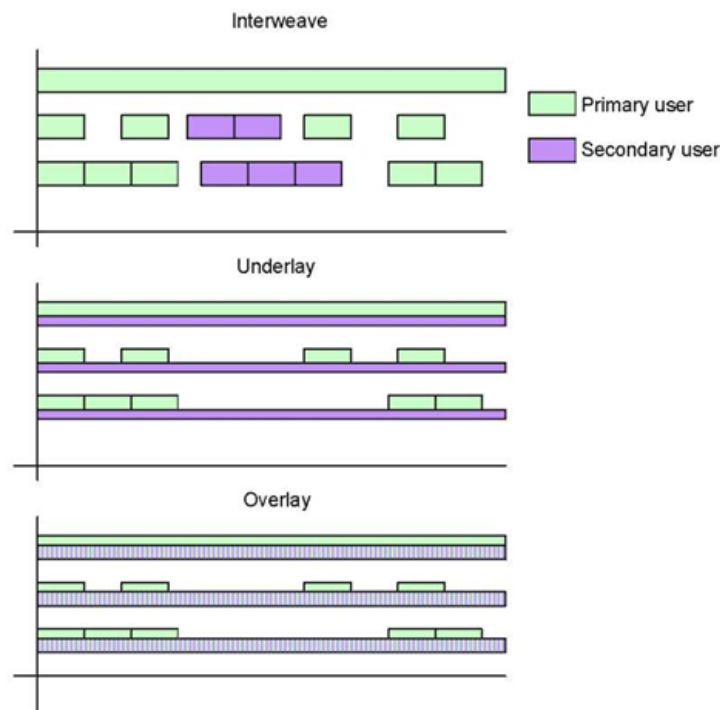 Interweave
Primary user
Secondary user
Underlay
Overlay